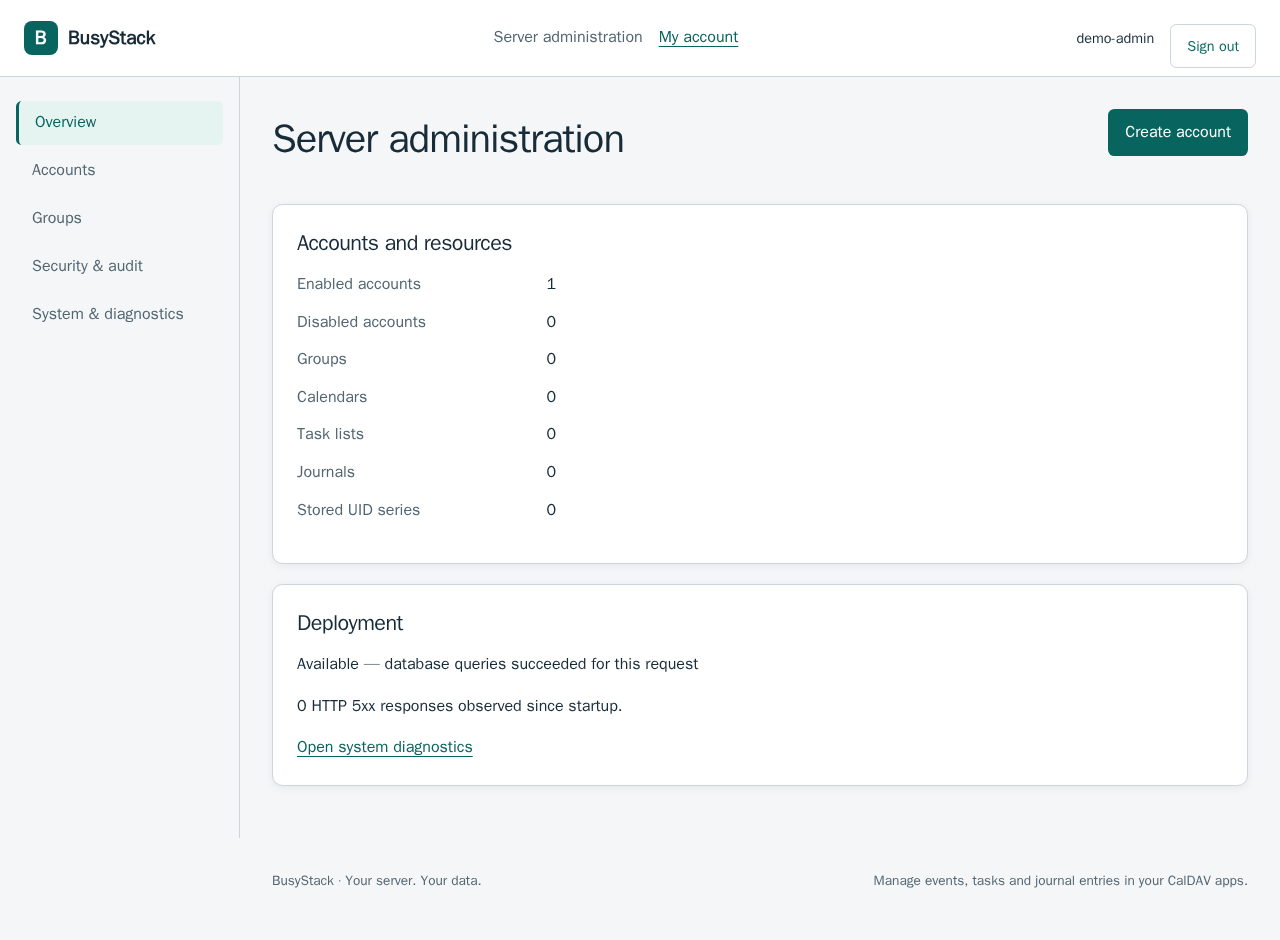 B BusyStack
Server administration My account
demo-admin
Sign out
Overview
Accounts
Groups
Security & audit
System & diagnostics
Server administration
Create account
Accounts and resources
Enabled accounts 1
Disabled accounts 0
Groups 0
Calendars 0
Task lists 0
Journals 0
Stored UID series 0
Deployment
Available — database queries succeeded for this request
0 HTTP 5xx responses observed since startup.
Open system diagnostics
BusyStack · Your server. Your data.
Manage events, tasks and journal entries in your CalDAV apps.